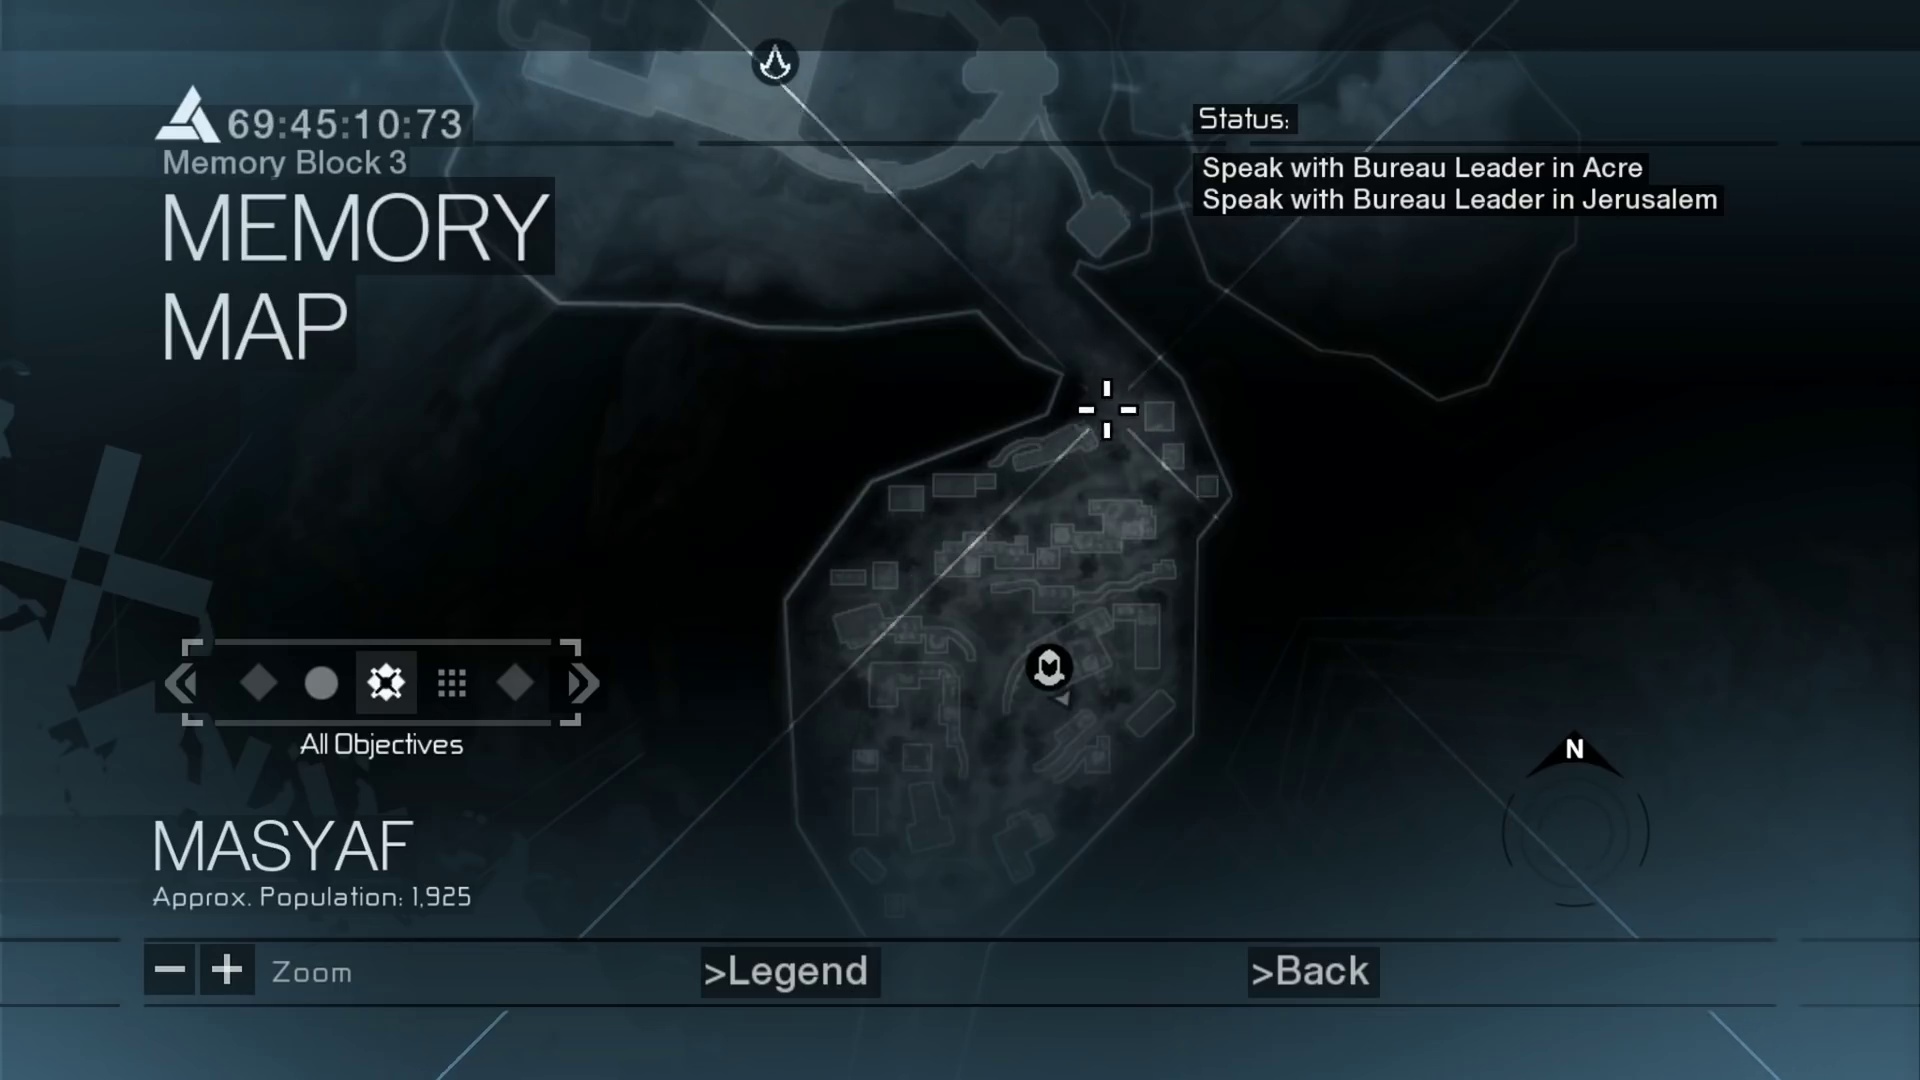 69:45:10:73
Memory Block 3
MEMORY
MAP
Status:
Speak with Bureau Leader in Acre
Speak with Bureau Leader in Jerusalem
All Objectives
N
MASYAF
Approx. Population: 1,925
Zoom
>Legend
>Back